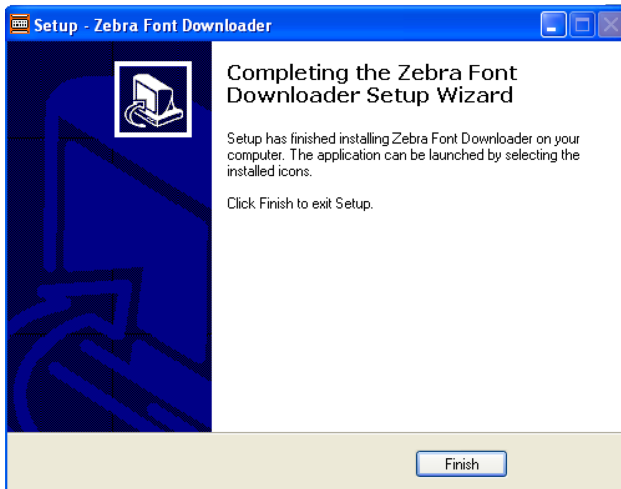 Setup - Zebra Font Downloader
Completing the Zebra Font
Downloader Setup Wizard
Setup has finished installing Zebra Font Downloader on your
computer. The application can be launched by selecting the
installed icons.
Click Finish to exit Setup.
Finish